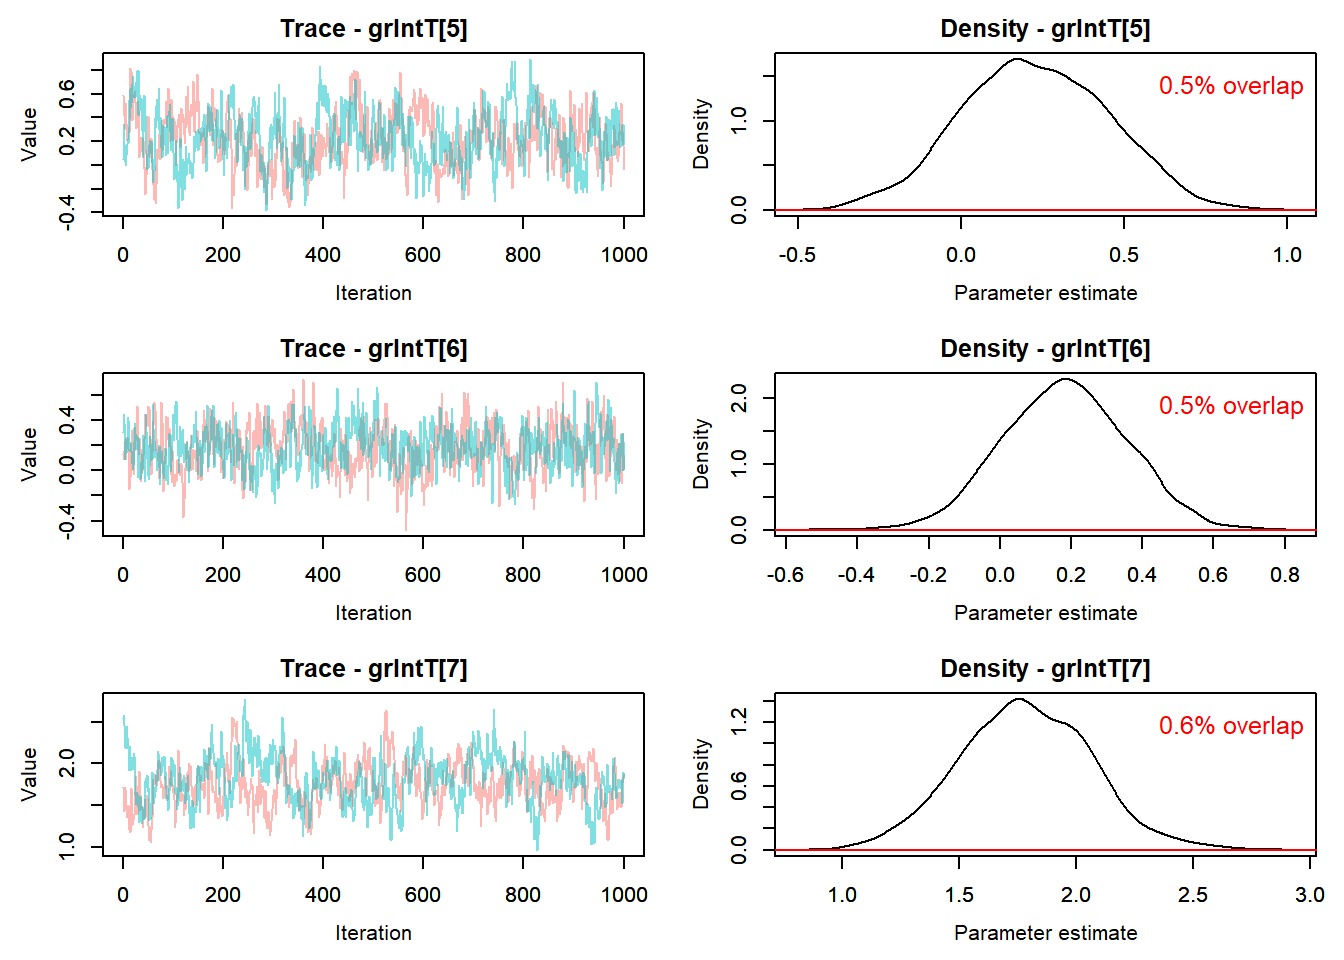 Trace - grIntT[5]
Value
-0.4 0.2 0.6
0 200 400 600 800 1000
Iteration
Density - grIntT[5]
0.5% overlap
Density
0.0 1.0
-0.5 0.0 0.5 1.0
Parameter estimate
Trace - grIntT[6]
Value
-0.4 0.0 0.4
0 200 400 600 800 1000
Iteration
Density - grIntT[6]
0.5% overlap
Density
0.0 1.0 2.0
-0.6 -0.4 -0.2 0.0 0.2 0.4 0.6 0.8
Parameter estimate
Trace - grIntT[7]
Value
1.0 2.0
0 200 400 600 800 1000
Iteration
Density - grIntT[7]
0.6% overlap
Density
0.0 0.6 1.2
1.0 1.5 2.0 2.5 3.0
Parameter estimate